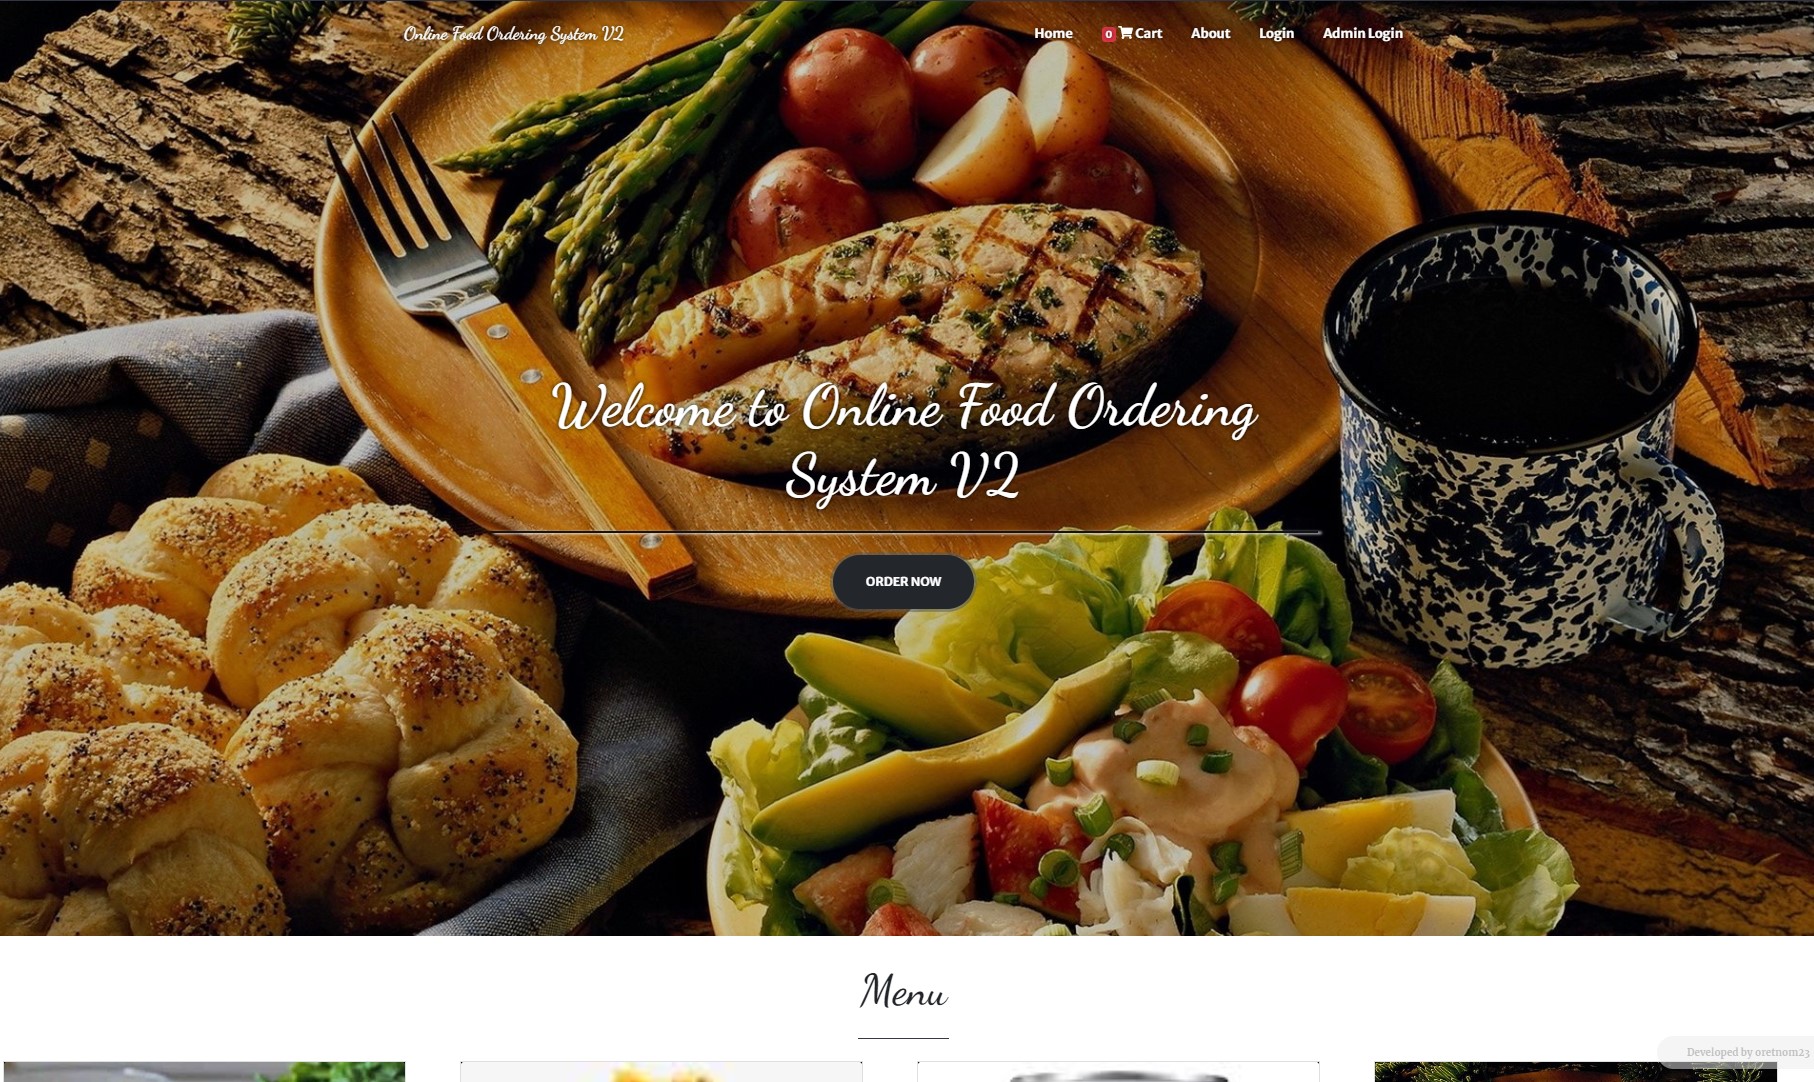 Online Food Ordering System V2
Home
0 Cart
About
Login
Admin Login
Welcome to Online Food Ordering
System V2
ORDER NOW
Menu
Developed by oretnom23